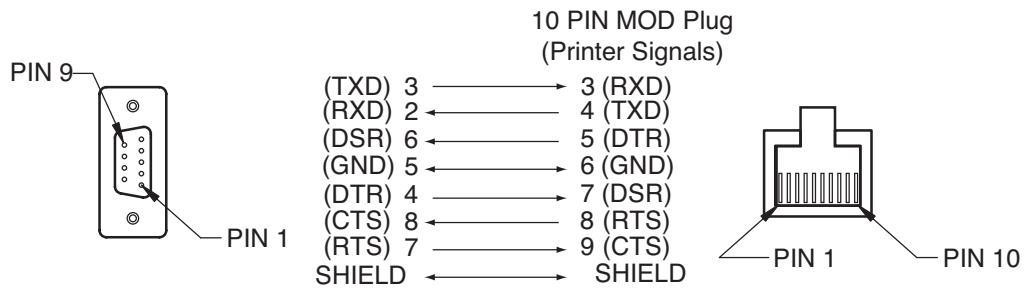 10 PIN MOD Plug
(Printer Signals)
PIN 9
(TXD) 3 3 (RXD)
(RXD) 2 4 (TXD)
(DSR) 6 5 (DTR)
(GND) 5 6 (GND)
(DTR) 4 7 (DSR)
(CTS) 8 8 (RTS)
(RTS) 7 9 (CTS)
SHIELD SHIELD
PIN 1
PIN 1
PIN 10